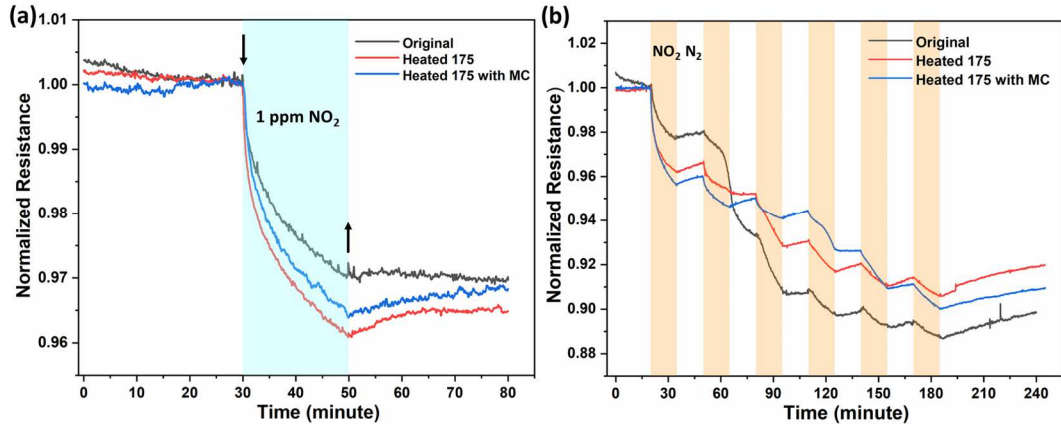 (a)
1.01
1.00
0.99
0.98
0.97
0.96
Normalized Resistance
Original
Heated 175
Heated 175 with MC
1 ppm NO₂
0 10 20 30 40 50 60 70 80
Time (minute)
(b)
1.02
1.00
0.98
0.96
0.94
0.92
0.90
0.88
Normalized Resistance)
NO₂ N₂
Original
Heated 175
Heated 175 with MC
0 30 60 90 120 150 180 210 240
Time (minute)